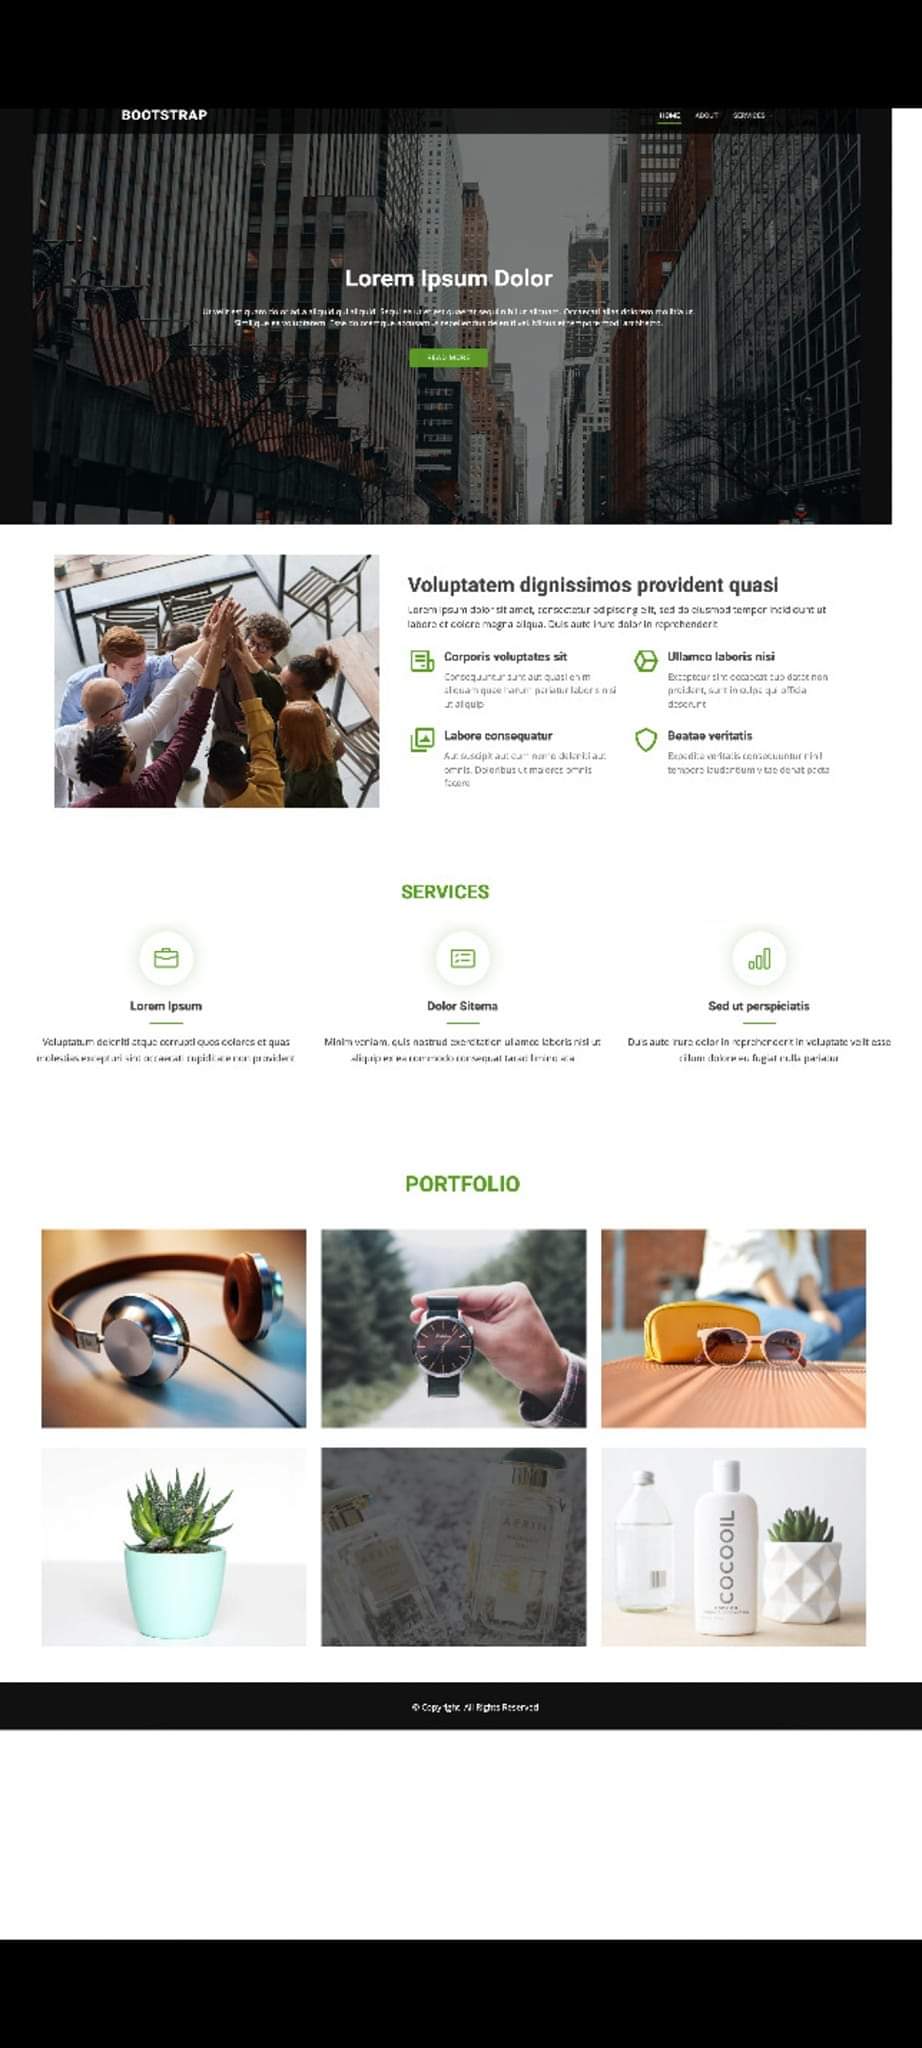 BOOTSTRAP
HOME ABOUT SERVICES
Lorem Ipsum Dolor
READ MORE
Voluptatem dignissimos provident quasi
Lorem ipsum dolor sit amet, consectetur adipiscing elit, sed do eiusmod tempor incididunt ut
labore et dolore magna aliqua. Duis aute irure dolor in reprehenderit
Corporis voluptates sit
Consequuntur sunt aut quasi enim
aliquam quae harum pariatur laboris nisi
ut aliquip
Ullamco laboris nisi
Excepteur sint occaecat cupidatat non
proident, sunt in culpa qui officia
deserunt
Labore consequatur
Aut suscipit aut cum nemo deleniti aut
omnis. Doloribus ut maiores omnis
facere
Beatae veritatis
Expedita veritatis consequuntur nihil
tempore laudantium vitae denat pacta
SERVICES
Lorem Ipsum
Voluptatum deleniti atque corrupti quos dolores et quas
molestias excepturi sint occaecati cupiditate non provident
Dolor Sitema
Minim veniam, quis nostrud exercitation ullamco laboris nisi ut
aliquip ex ea commodo consequat tarad limino ata
Sed ut perspiciatis
Duis aute irure dolor in reprehenderit in voluptate velit esse
cillum dolore eu fugiat nulla pariatur
PORTFOLIO
AERIN
AERIN
COCOOIL
© Copyright. All Rights Reserved